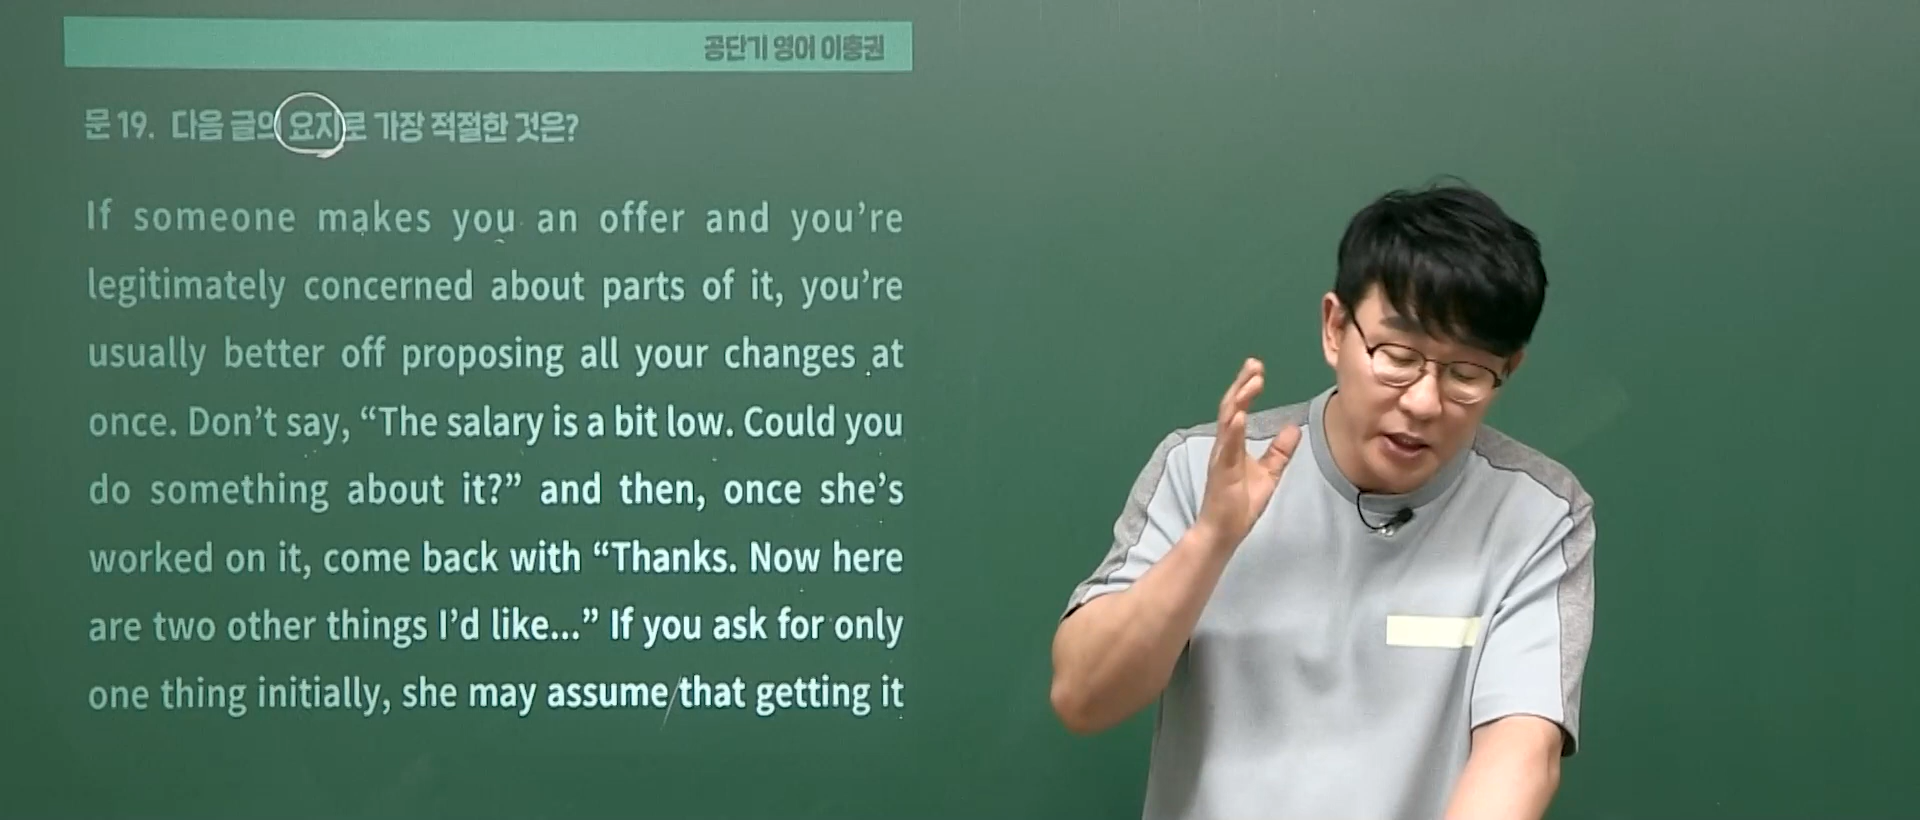 공단기 영어 이충권
문 19. 다음 글의 요지로 가장 적절한 것은?
If someone makes you an offer and you’re
legitimately concerned about parts of it, you’re
usually better off proposing all your changes at
once. Don’t say, “The salary is a bit low. Could you
do something about it?” and then, once she’s
worked on it, come back with “Thanks. Now here
are two other things I’d like...” If you ask for only
one thing initially, she may assume that getting it